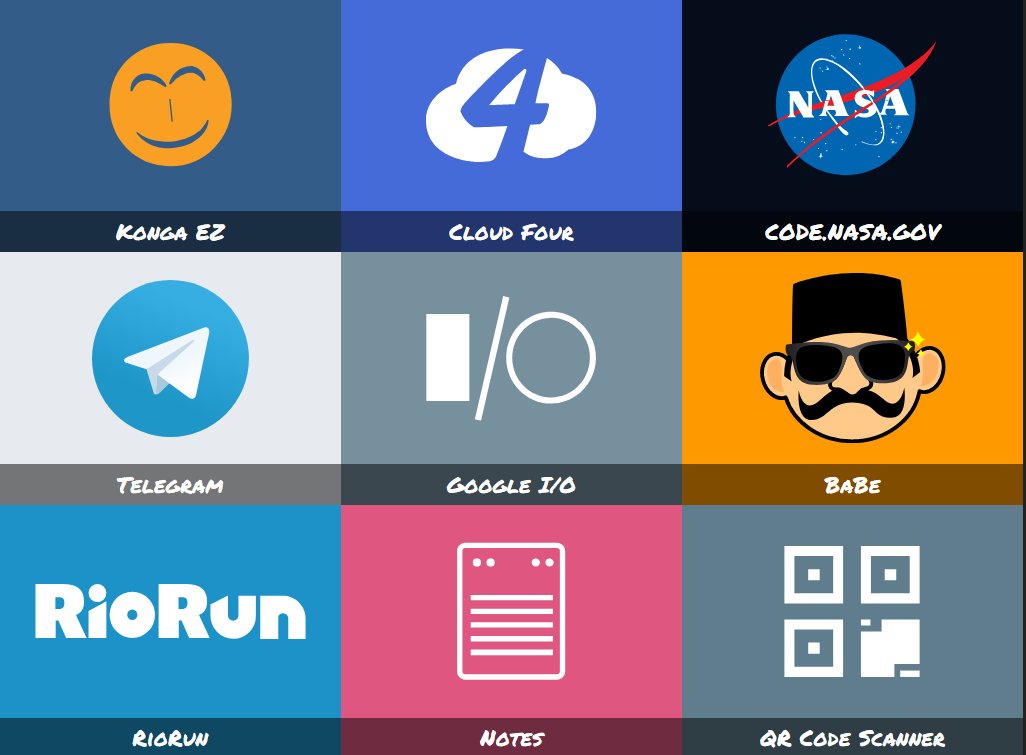 4
NASA
Konga EZ
Cloud Four
CODE.NASA.GOV
I/O
Telegram
Google I/O
BaBe
RioRun
RioRun
Notes
QR Code Scanner